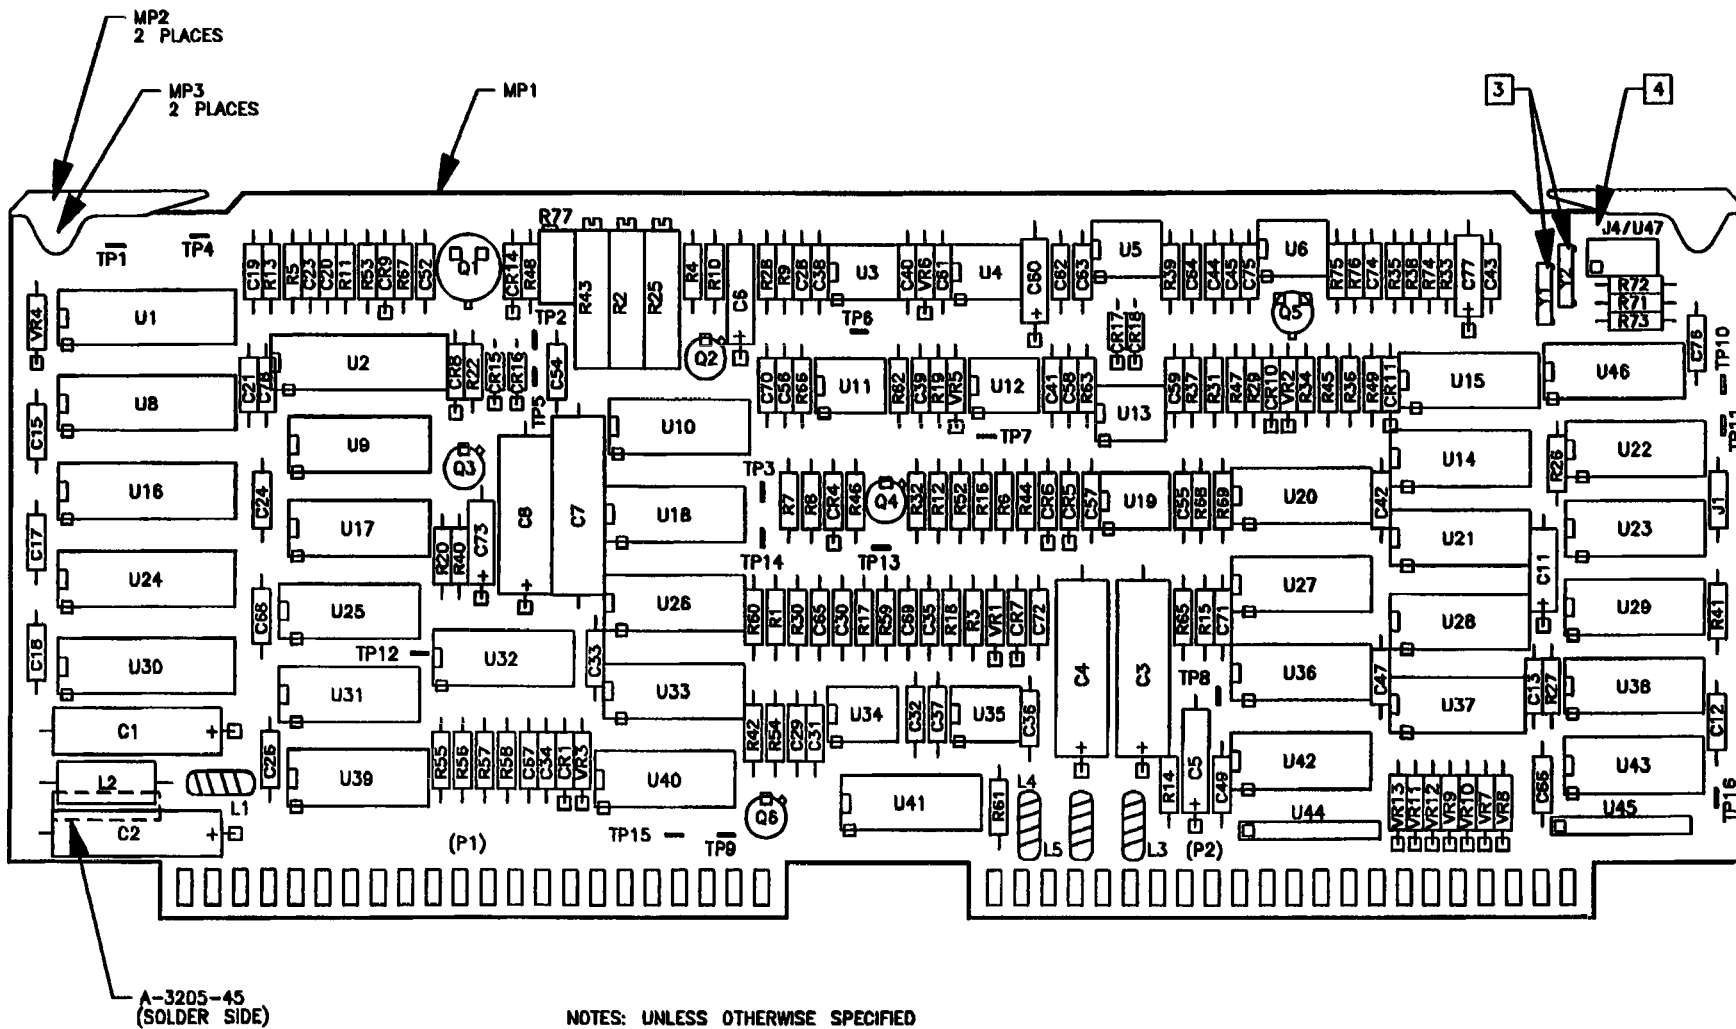 MP2
2 PLACES
MP3
2 PLACES
MP1
3
4
TP1
TP4
C19
R13
R5
C23
C20
R11
R53
CR9
R67
C52
Q1
CR14
R48
R77
R43
R2
R25
R4
R10
C6
R28
R9
C28
C38
U3
C40
VR6
C61
U4
C60
C62
C63
U5
R39
C64
C44
C45
C75
U6
R75
R76
C74
R35
R38
R74
R33
C77
C43
Y1
Y2
J4/U47
R72
R71
R73
VR4
U1
U2
CR8
R22
CR15
CR16
TP2
TP5
C54
Q2
TP6
CR17
CR18
Q5
C76
TP10
C21
C78
U8
C15
U9
Q3
U10
C70
C56
R66
U11
R62
C39
R19
VR5
U12
C41
C58
R63
U13
C59
R37
R31
R47
R29
CR10
VR2
R34
R45
R36
R49
CR11
U15
U46
TP11
TP7
U14
R26
U22
U16
C24
U17
C17
R20
R40
C73
C8
C7
U18
TP3
R7
R8
CR4
R46
Q4
R32
R12
R52
R16
R6
R44
CR6
CR5
C57
U19
C55
R68
R69
U20
C42
U21
C11
U23
J1
TP14
TP13
U24
C68
U25
U26
R60
R1
R30
C65
C30
R17
R59
C69
C35
R18
R3
VR1
CR7
C72
C4
C3
R65
R15
C71
U27
U28
U29
R41
C18
U30
TP12
U32
C33
U31
U33
TP8
U36
C47
U37
C13
R27
U38
C12
C1
C26
U39
R55
R56
R57
R58
C67
C34
CR1
VR3
U40
R42
R54
C29
C31
U34
C32
C37
U35
C36
R14
C5
C49
U42
VR13
VR11
VR12
VR9
VR10
VR7
VR8
C66
U43
L2
L1
C2
U41
R61
L4
L5
L3
Q6
U44
U45
TP16
TP15
TP9
(P1)
(P2)
A-3205-45
(SOLDER SIDE)
NOTES: UNLESS OTHERWISE SPECIFIED